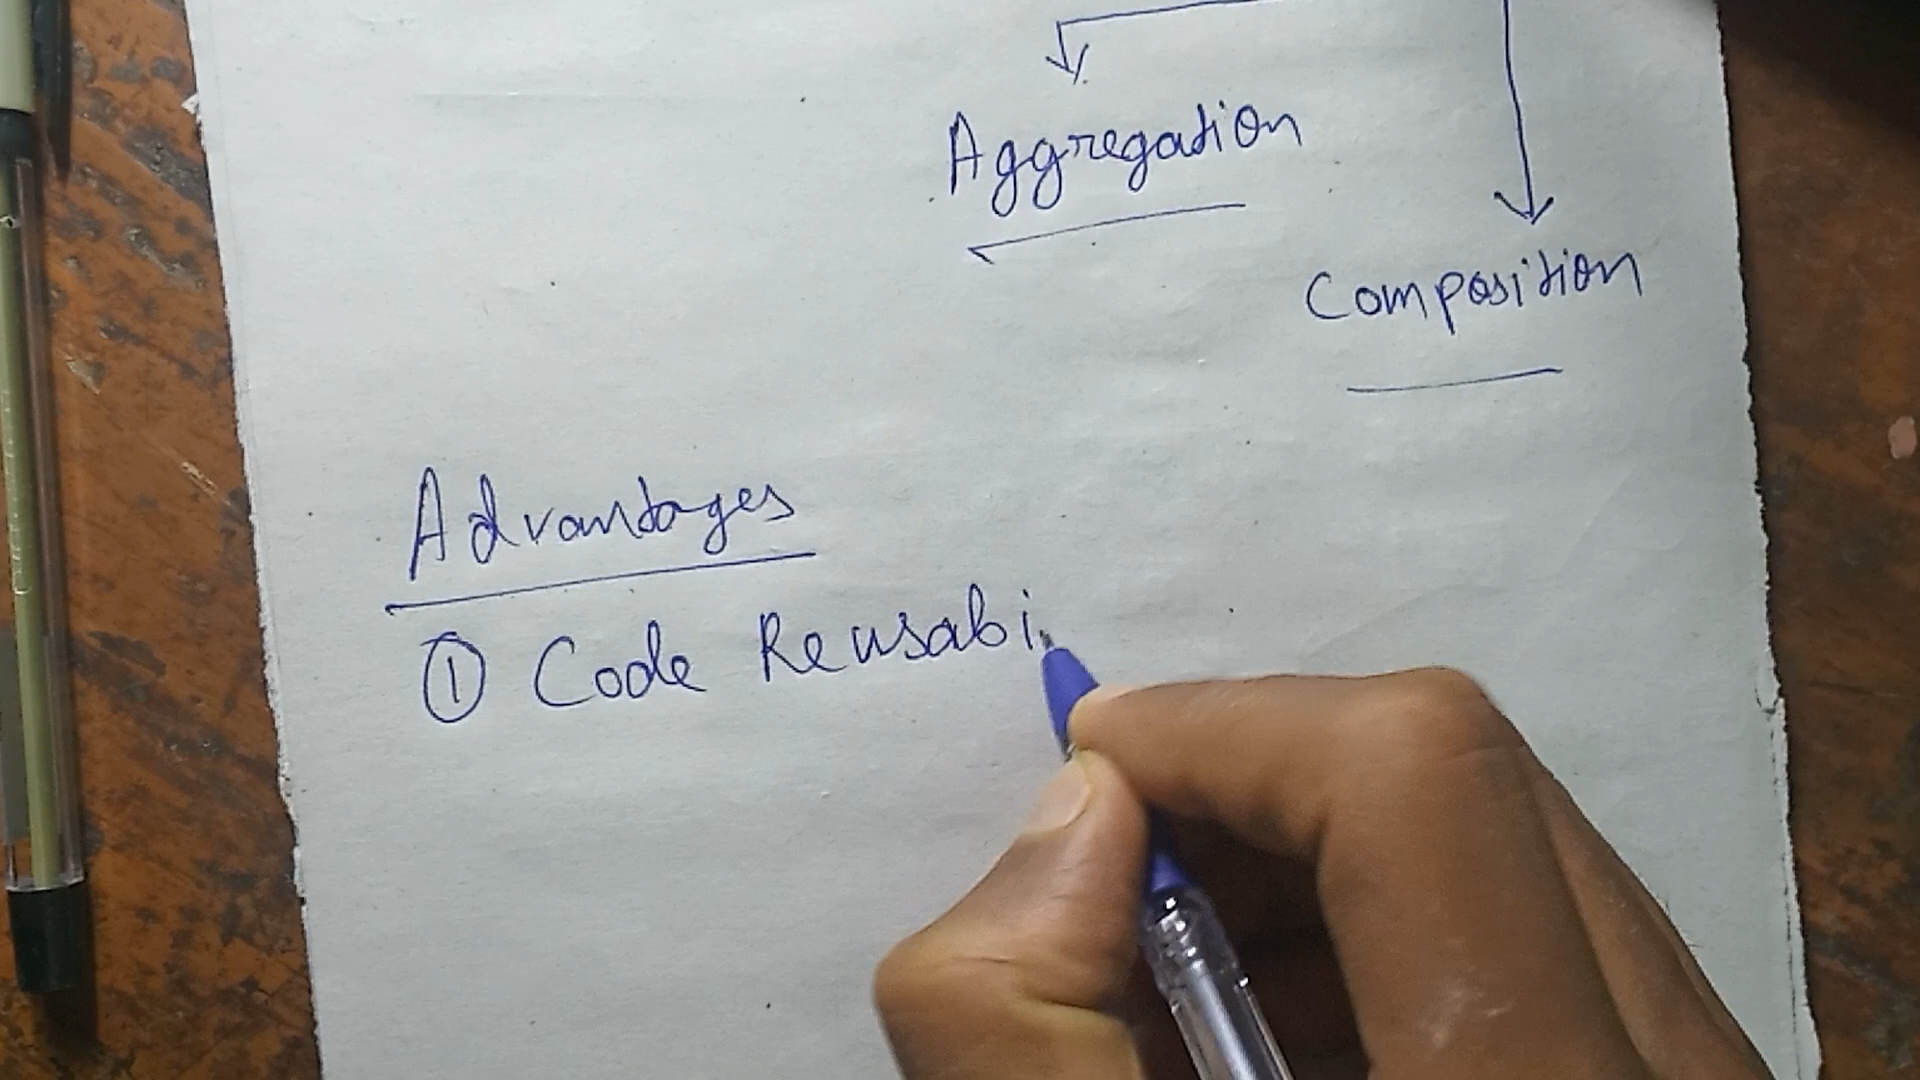 Aggregation
Composition
Advantages
① Code Reusabi